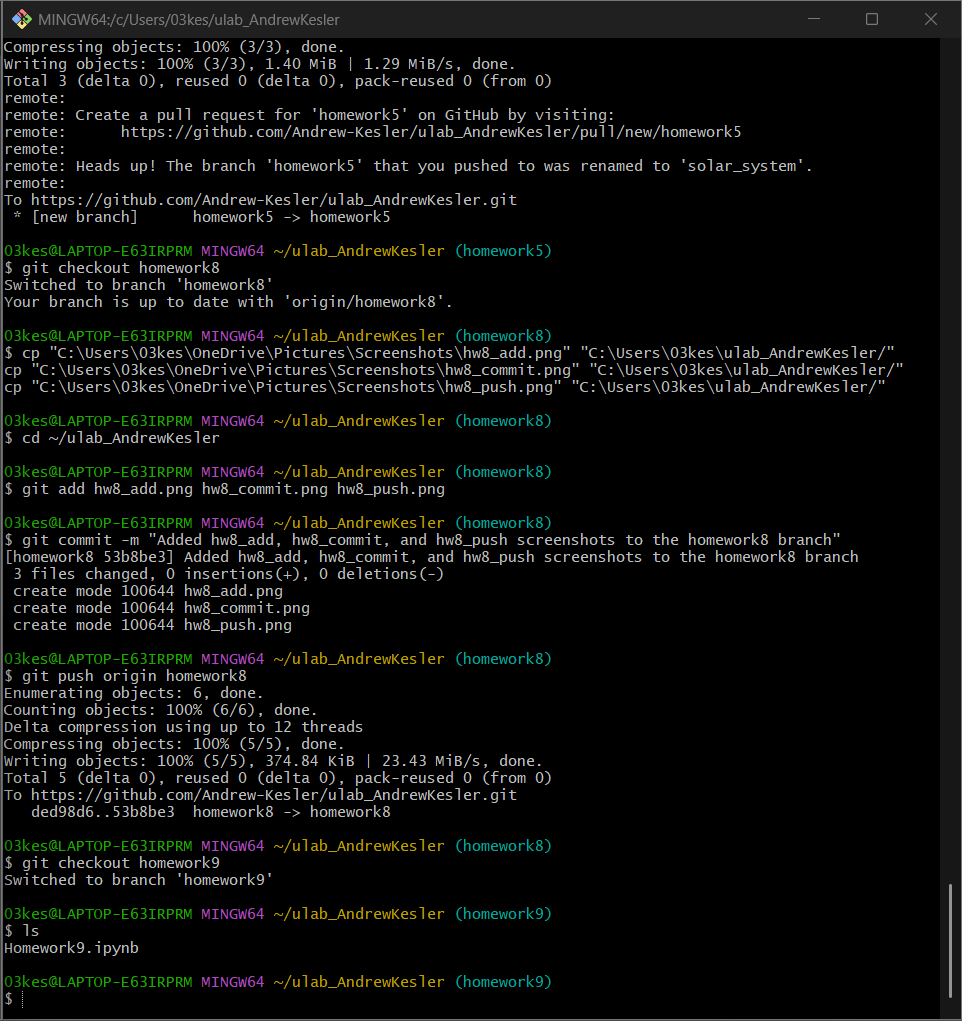 MINGW64:/c/Users/03kes/ulab_AndrewKesler
Compressing objects: 100% (3/3), done.
Writing objects: 100% (3/3), 1.40 MiB | 1.29 MiB/s, done.
Total 3 (delta 0), reused 0 (delta 0), pack-reused 0 (from 0)
remote:
remote: Create a pull request for 'homework5' on GitHub by visiting:
remote:      https://github.com/Andrew-Kesler/ulab_AndrewKesler/pull/new/homework5
remote:
remote: Heads up! The branch 'homework5' that you pushed to was renamed to 'solar_system'.
remote:
To https://github.com/Andrew-Kesler/ulab_AndrewKesler.git
 * [new branch]      homework5 -> homework5
03kes@LAPTOP-E63IRPRM MINGW64 ~/ulab_AndrewKesler (homework5)
$ git checkout homework8
Switched to branch 'homework8'
Your branch is up to date with 'origin/homework8'.
03kes@LAPTOP-E63IRPRM MINGW64 ~/ulab_AndrewKesler (homework8)
$ cp "C:\Users\03kes\OneDrive\Pictures\Screenshots\hw8_add.png" "C:\Users\03kes\ulab_AndrewKesler/"
cp "C:\Users\03kes\OneDrive\Pictures\Screenshots\hw8_commit.png" "C:\Users\03kes\ulab_AndrewKesler/"
cp "C:\Users\03kes\OneDrive\Pictures\Screenshots\hw8_push.png" "C:\Users\03kes\ulab_AndrewKesler/"
03kes@LAPTOP-E63IRPRM MINGW64 ~/ulab_AndrewKesler (homework8)
$ cd ~/ulab_AndrewKesler
03kes@LAPTOP-E63IRPRM MINGW64 ~/ulab_AndrewKesler (homework8)
$ git add hw8_add.png hw8_commit.png hw8_push.png
03kes@LAPTOP-E63IRPRM MINGW64 ~/ulab_AndrewKesler (homework8)
$ git commit -m "Added hw8_add, hw8_commit, and hw8_push screenshots to the homework8 branch"
[homework8 53b8be3] Added hw8_add, hw8_commit, and hw8_push screenshots to the homework8 branch
 3 files changed, 0 insertions(+), 0 deletions(-)
 create mode 100644 hw8_add.png
 create mode 100644 hw8_commit.png
 create mode 100644 hw8_push.png
03kes@LAPTOP-E63IRPRM MINGW64 ~/ulab_AndrewKesler (homework8)
$ git push origin homework8
Enumerating objects: 6, done.
Counting objects: 100% (6/6), done.
Delta compression using up to 12 threads
Compressing objects: 100% (5/5), done.
Writing objects: 100% (5/5), 374.84 KiB | 23.43 MiB/s, done.
Total 5 (delta 0), reused 0 (delta 0), pack-reused 0 (from 0)
To https://github.com/Andrew-Kesler/ulab_AndrewKesler.git
   ded98d6..53b8be3  homework8 -> homework8
03kes@LAPTOP-E63IRPRM MINGW64 ~/ulab_AndrewKesler (homework8)
$ git checkout homework9
Switched to branch 'homework9'
03kes@LAPTOP-E63IRPRM MINGW64 ~/ulab_AndrewKesler (homework9)
$ ls
Homework9.ipynb
03kes@LAPTOP-E63IRPRM MINGW64 ~/ulab_AndrewKesler (homework9)
$